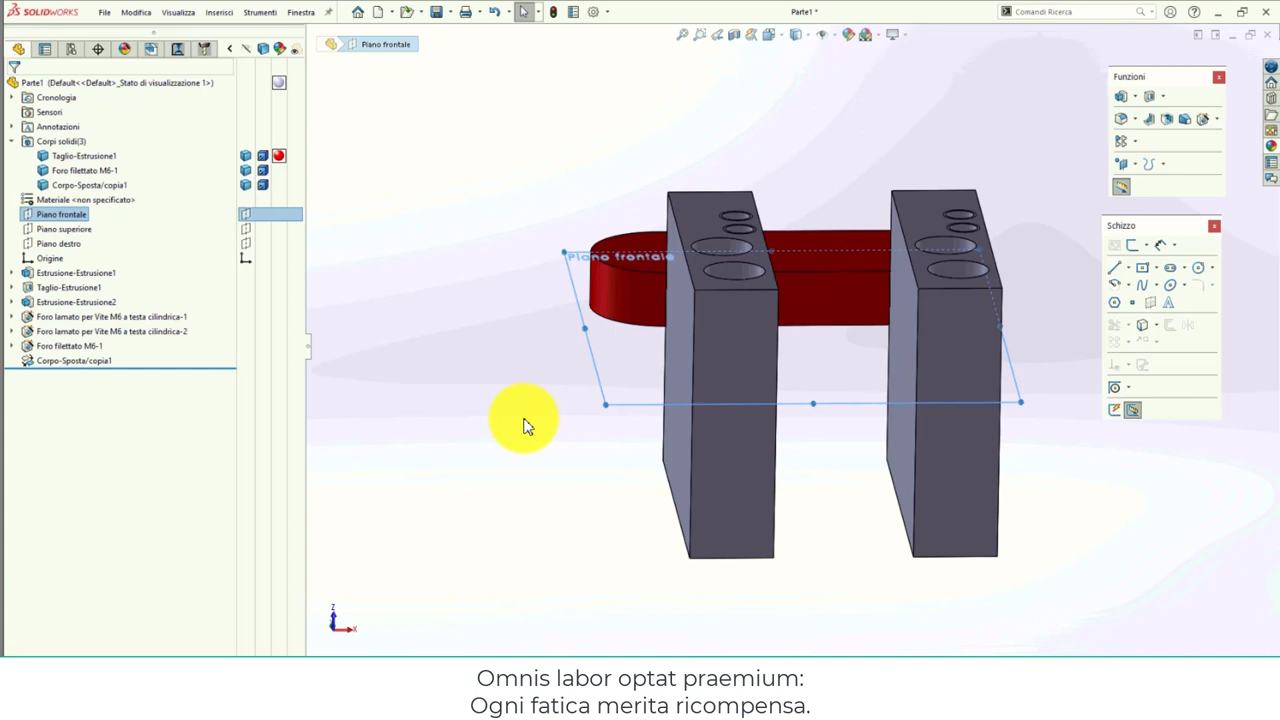 SOLIDWORKS
File
Modifica
Visualizza
Inserisci
Strumenti
Finestra
Parte1 *
Comandi Ricerca
Piano frontale
Parte1 (Default<<Default>_Stato di visualizzazione 1>)
Cronologia
Sensori
Annotazioni
Corpi solidi(3)
Taglio-Estrusione1
Foro filettato M6-1
Corpo-Sposta/copia1
Materiale <non specificato>
Piano frontale
Piano superiore
Piano destro
Origine
Estrusione-Estrusione1
Taglio-Estrusione1
Estrusione-Estrusione2
Foro lamato per Vite M6 a testa cilindrica-1
Foro lamato per Vite M6 a testa cilindrica-2
Foro filettato M6-1
Corpo-Sposta/copia1
Piano frontale
Funzioni
Schizzo
Z
X
Omnis labor optat praemium:
Ogni fatica merita ricompensa.